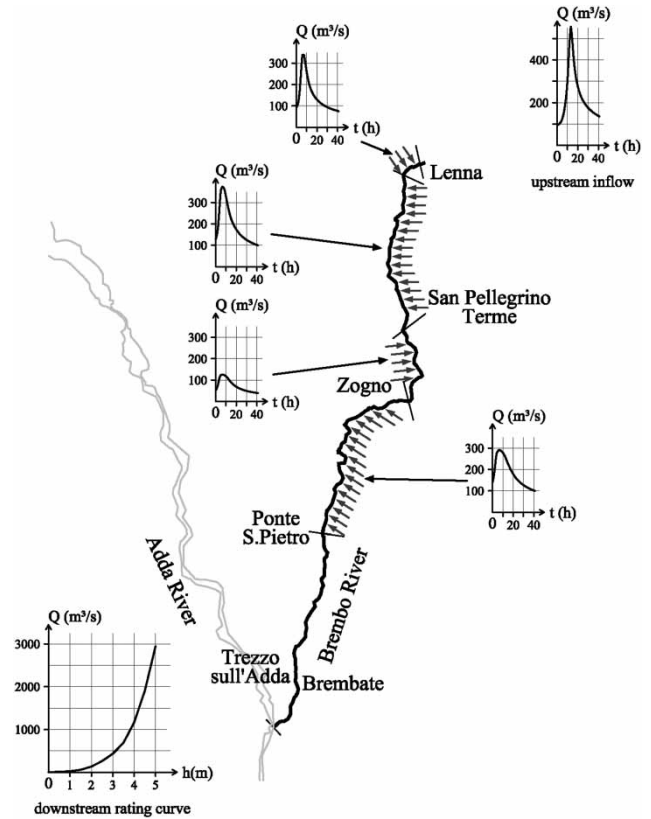 Q (m³/s)
300
200
100
0
20
40
t (h)
Lenna
Q (m³/s)
400
200
0
20
40
t (h)
upstream inflow
Q (m³/s)
300
200
100
0
20
40
t (h)
San Pellegrino
Terme
Q (m³/s)
300
200
100
0
20
40
t (h)
Zogno
Q (m³/s)
300
200
100
0
20
40
t (h)
Ponte
S.Pietro
Adda River
Brembo River
Trezzo
sull'Adda
Brembate
Q (m³/s)
3000
2000
1000
0
1
2
3
4
5
h(m)
downstream rating curve